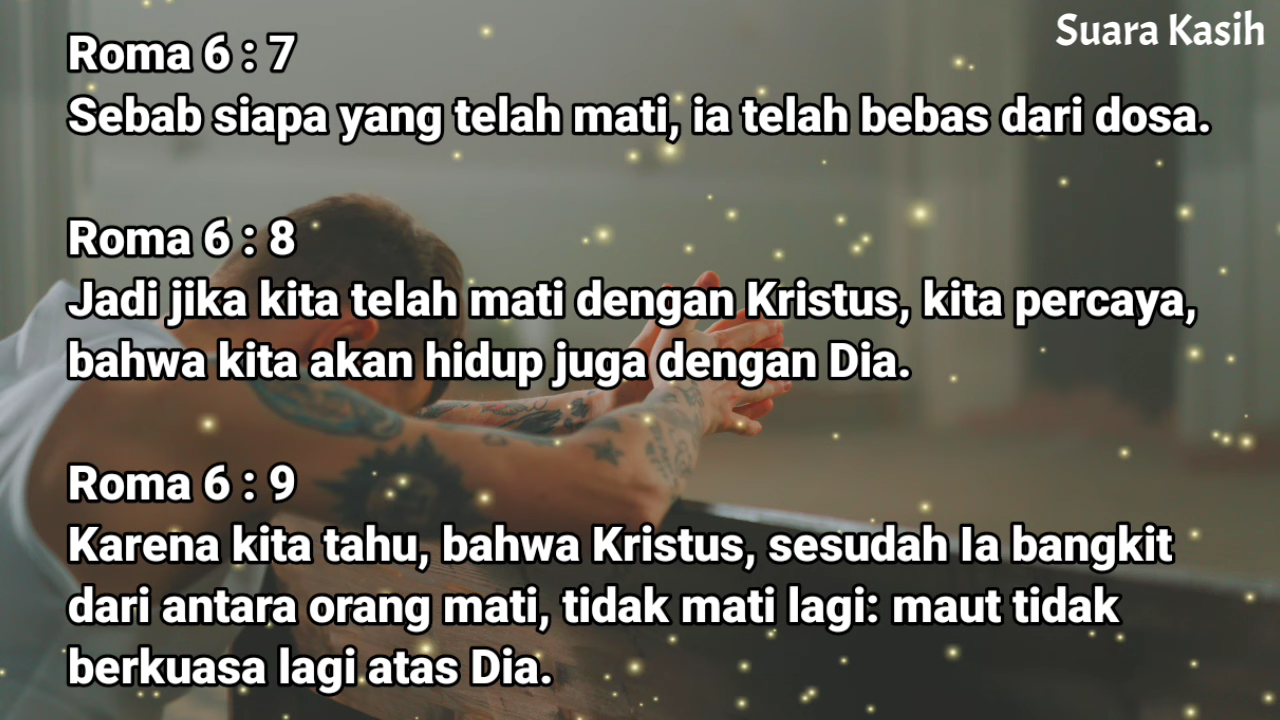 Suara Kasih
Roma 6 : 7
Sebab siapa yang telah mati, ia telah bebas dari dosa.
Roma 6 : 8
Jadi jika kita telah mati dengan Kristus, kita percaya,
bahwa kita akan hidup juga dengan Dia.
Roma 6 : 9
Karena kita tahu, bahwa Kristus, sesudah Ia bangkit
dari antara orang mati, tidak mati lagi: maut tidak
berkuasa lagi atas Dia.